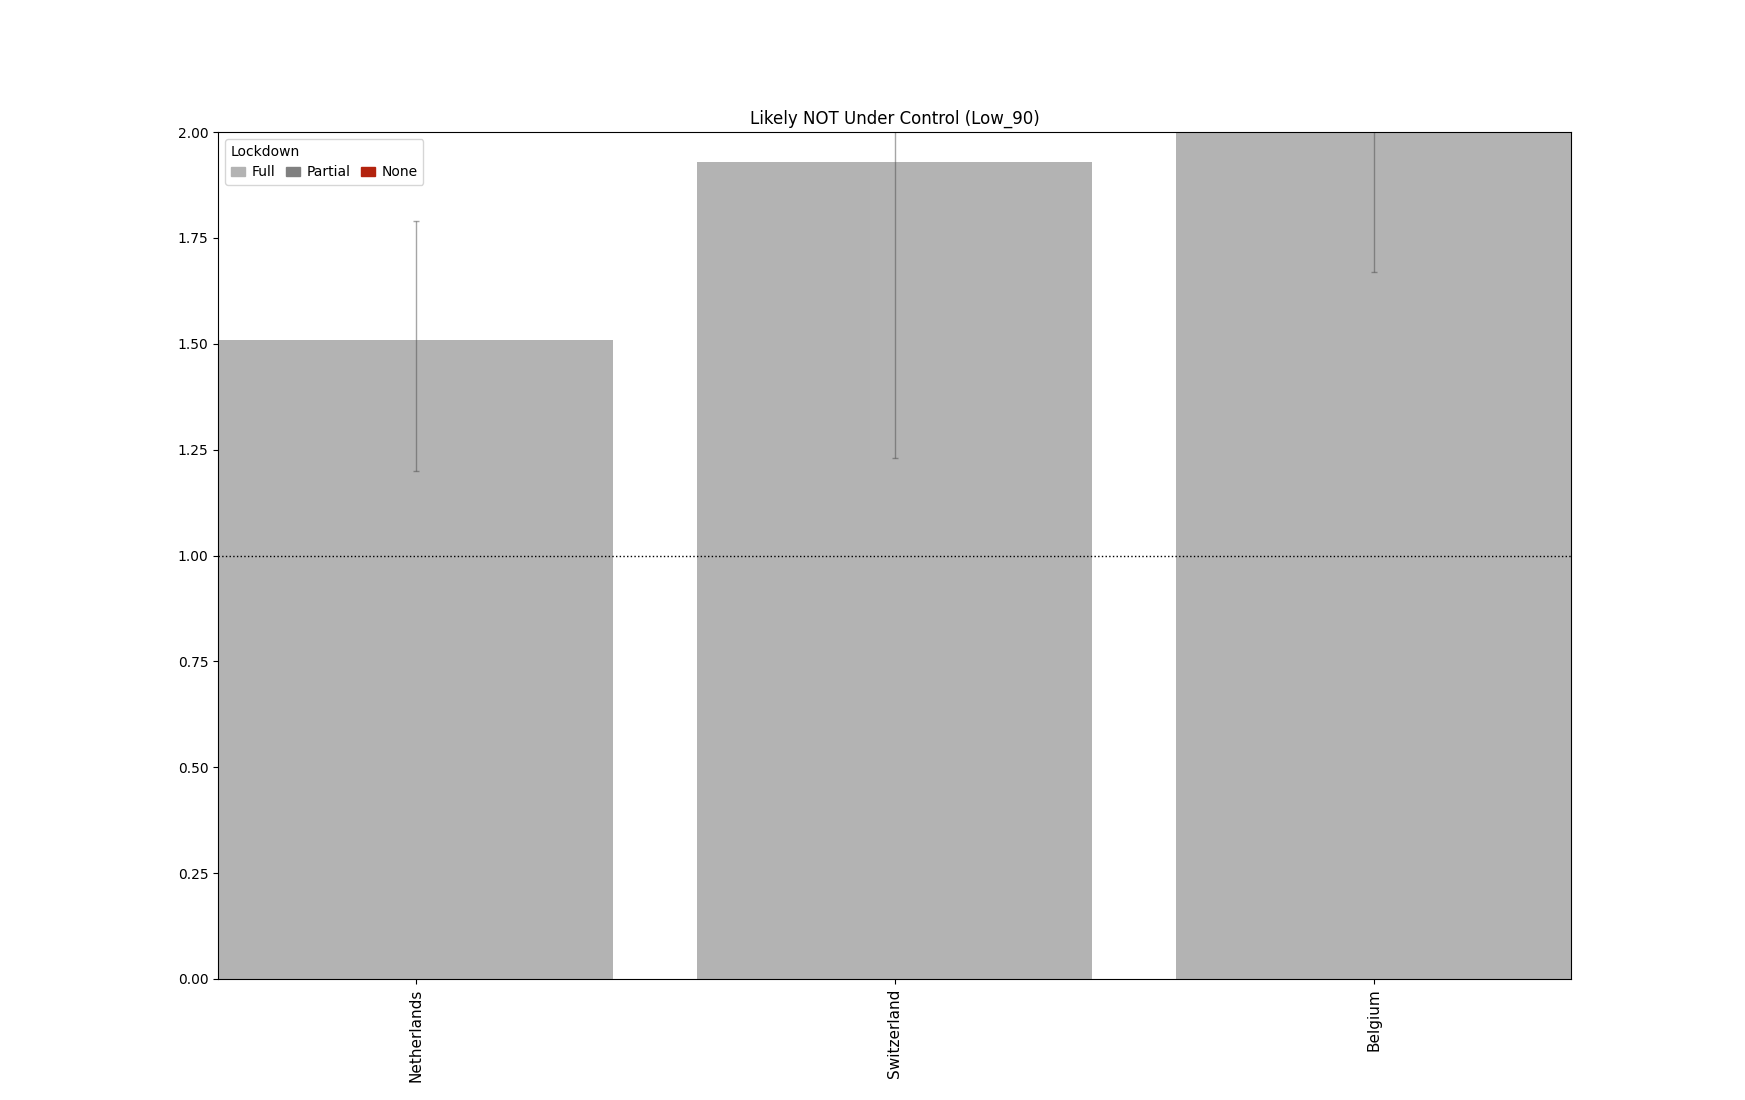 Likely NOT Under Control (Low_90)
2.00
Lockdown
Full Partial None
1.75
1.50
1.25
1.00
0.75
0.50
0.25
0.00
Netherlands
Switzerland
Belgium